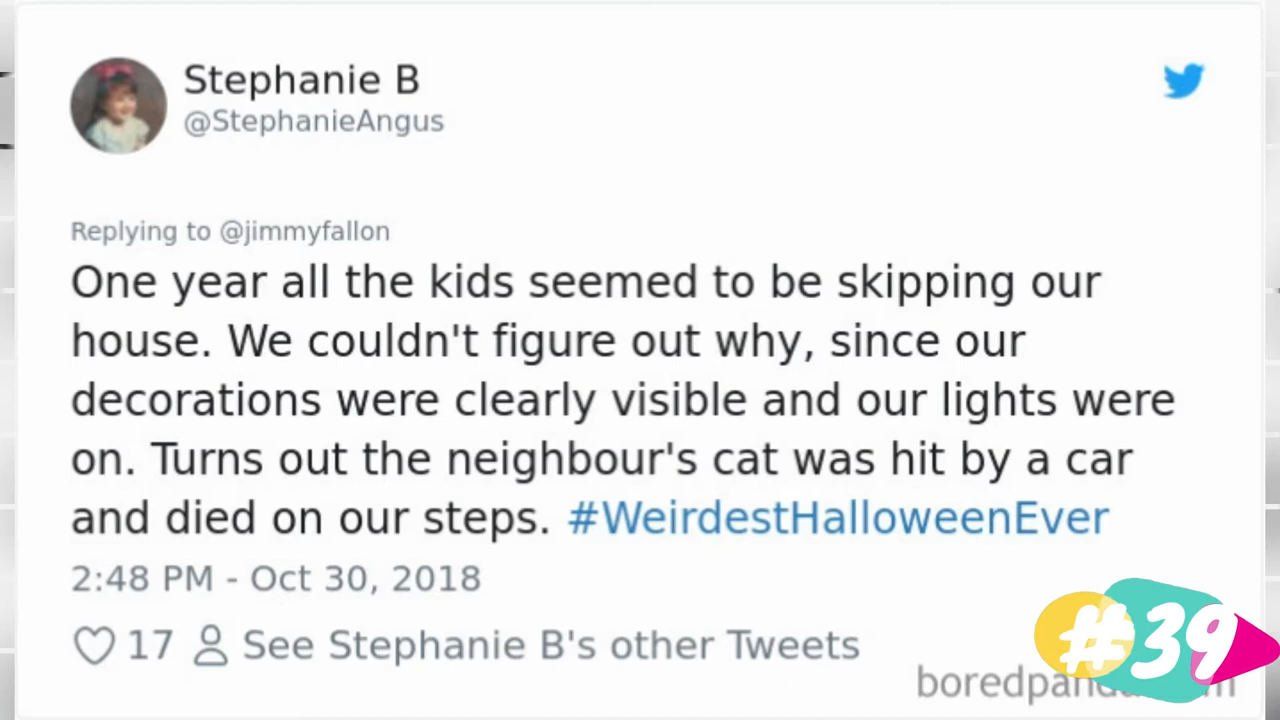 Stephanie B
@StephanieAngus
Replying to @jimmyfallon
One year all the kids seemed to be skipping our
house. We couldn't figure out why, since our
decorations were clearly visible and our lights were
on. Turns out the neighbour's cat was hit by a car
and died on our steps. #WeirdestHalloweenEver
2:48 PM - Oct 30, 2018
17 See Stephanie B's other Tweets
#39